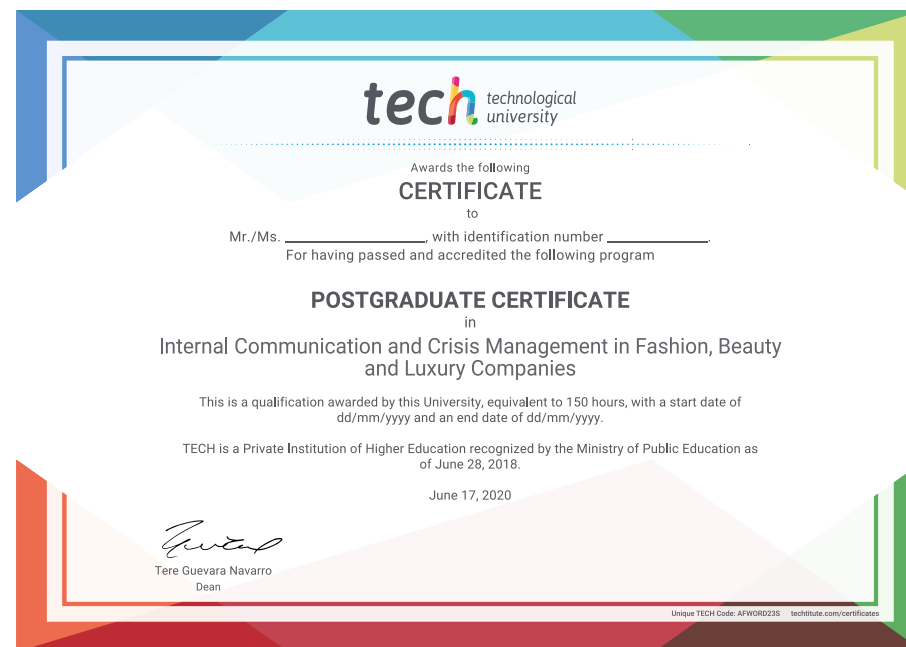 tech technological
university
Awards the following
CERTIFICATE
to
Mr./Ms. ____________, with identification number ____________.
For having passed and accredited the following program
POSTGRADUATE CERTIFICATE
in
Internal Communication and Crisis Management in Fashion, Beauty
and Luxury Companies
This is a qualification awarded by this University, equivalent to 150 hours, with a start date of
dd/mm/yyyy and an end date of dd/mm/yyyy.
TECH is a Private Institution of Higher Education recognized by the Ministry of Public Education as
of June 28, 2018.
June 17, 2020
Tere Guevara Navarro
Dean
Unique TECH Code: AFWORD23S techtitute.com/certificates